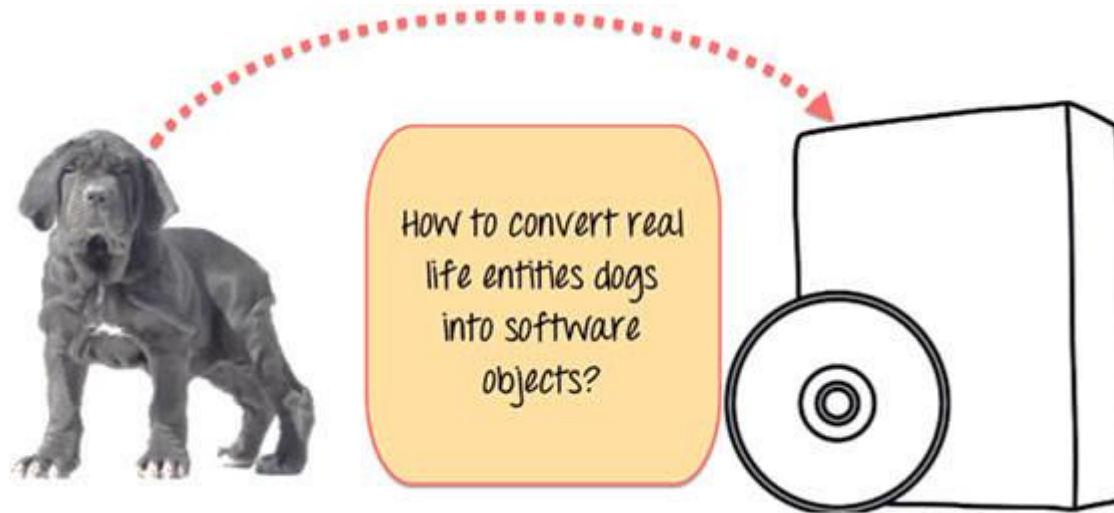 How to convert real
life entities dogs
into software
objects?